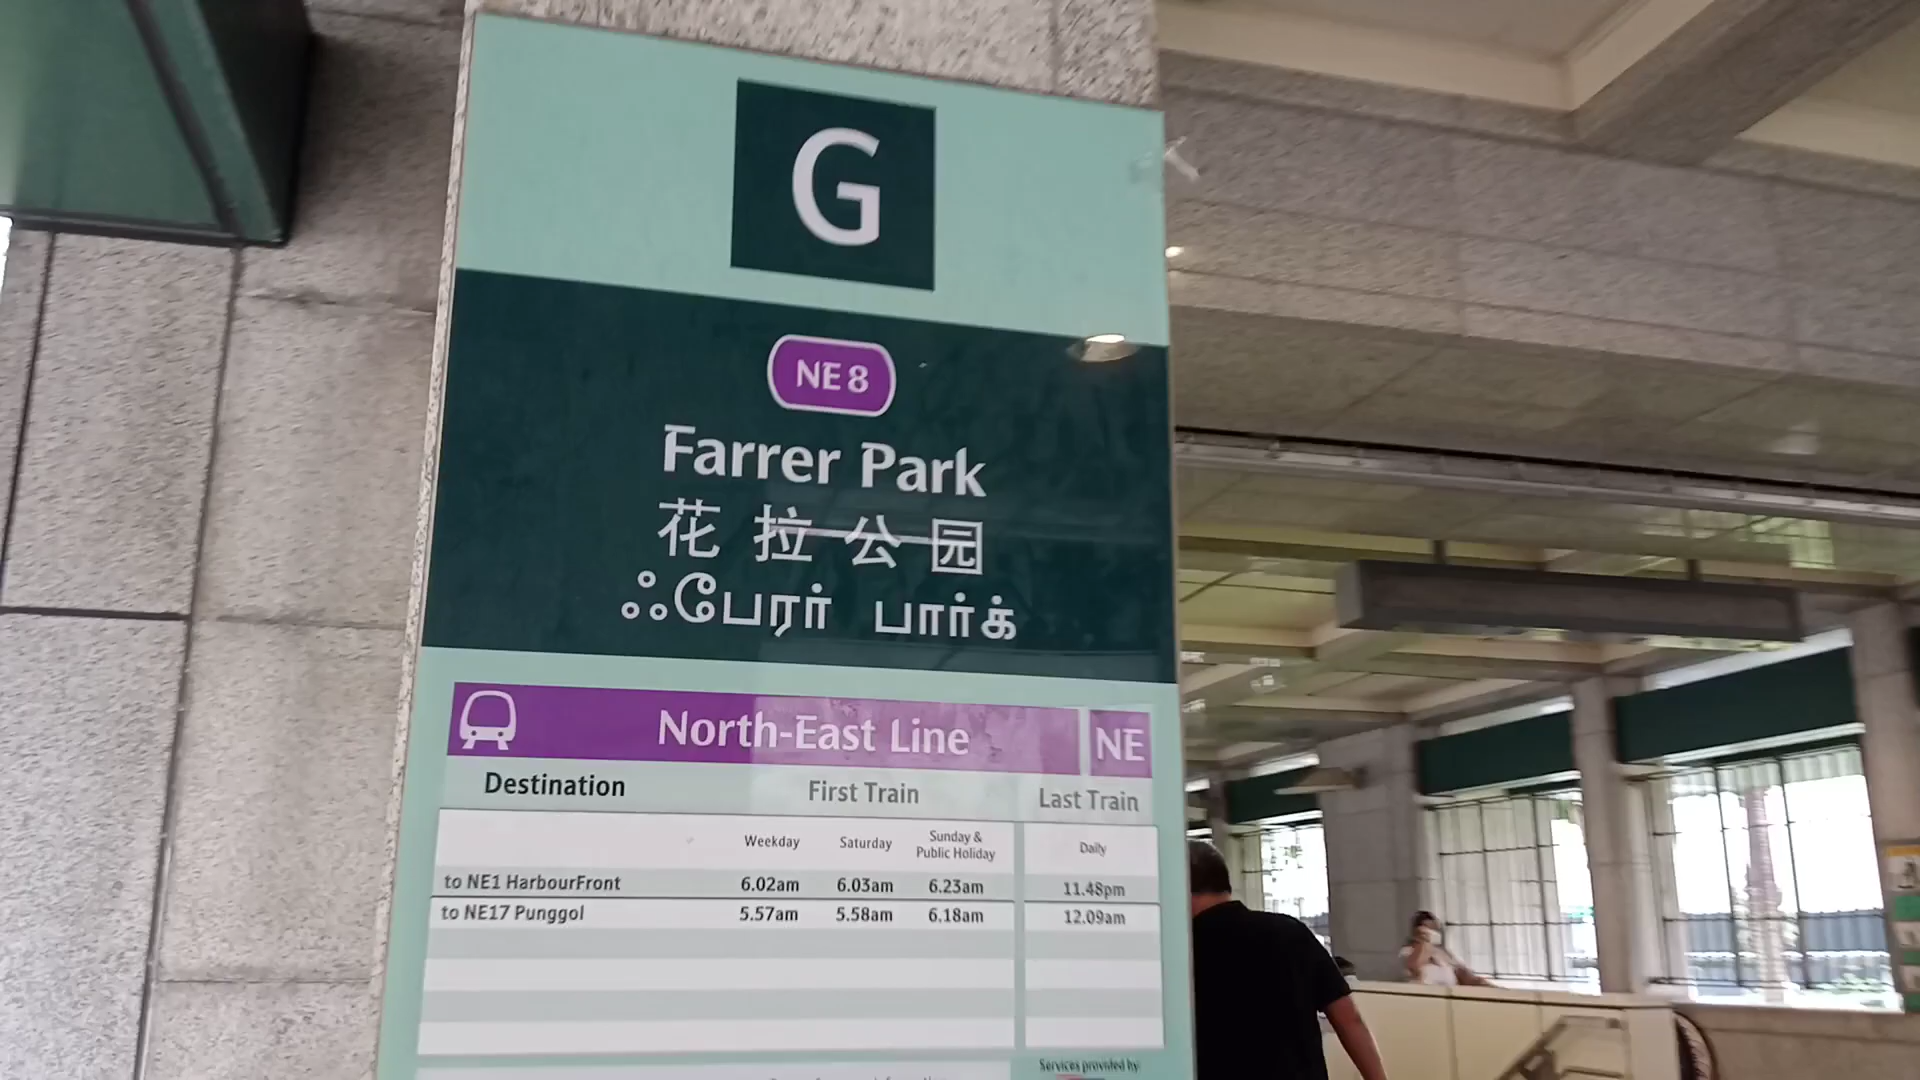 G
NE8
Farrer Park
花拉公园
ஃபேரர் பார்க்
North-East Line NE
Destination First Train Last Train
Weekday Saturday Sunday & Public Holiday Daily
to NE1 HarbourFront 6.02am 6.03am 6.23am 11.48pm
to NE17 Punggol 5.57am 5.58am 6.18am 12.09am
Services provided by: